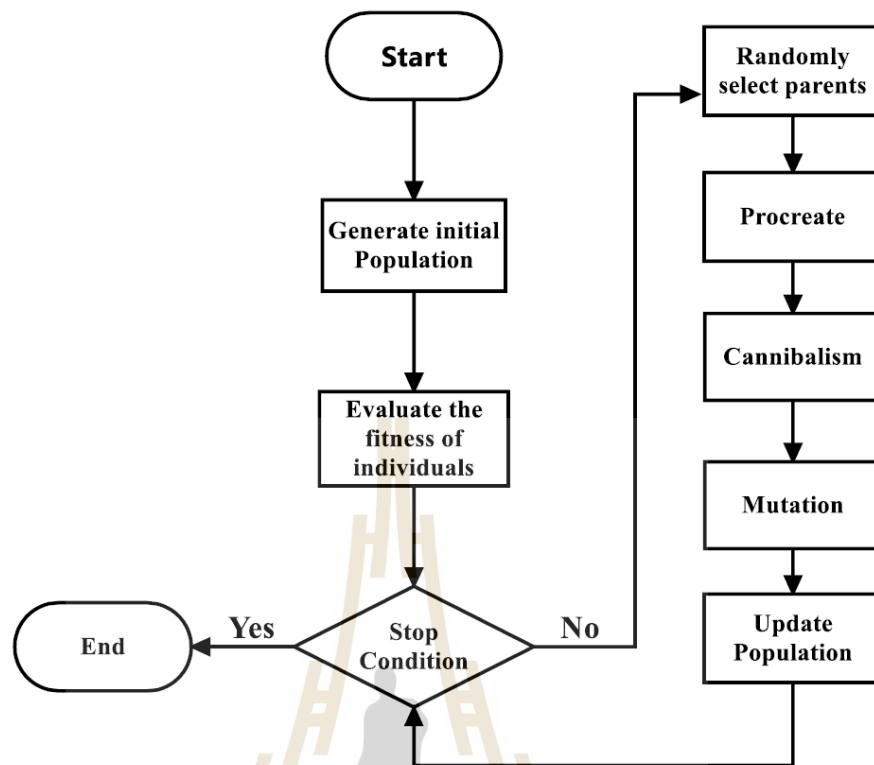 Start
Generate initial
Population
Evaluate the
fitness of
individuals
Stop
Condition
Yes
End
No
Randomly
select parents
Procreate
Cannibalism
Mutation
Update
Population